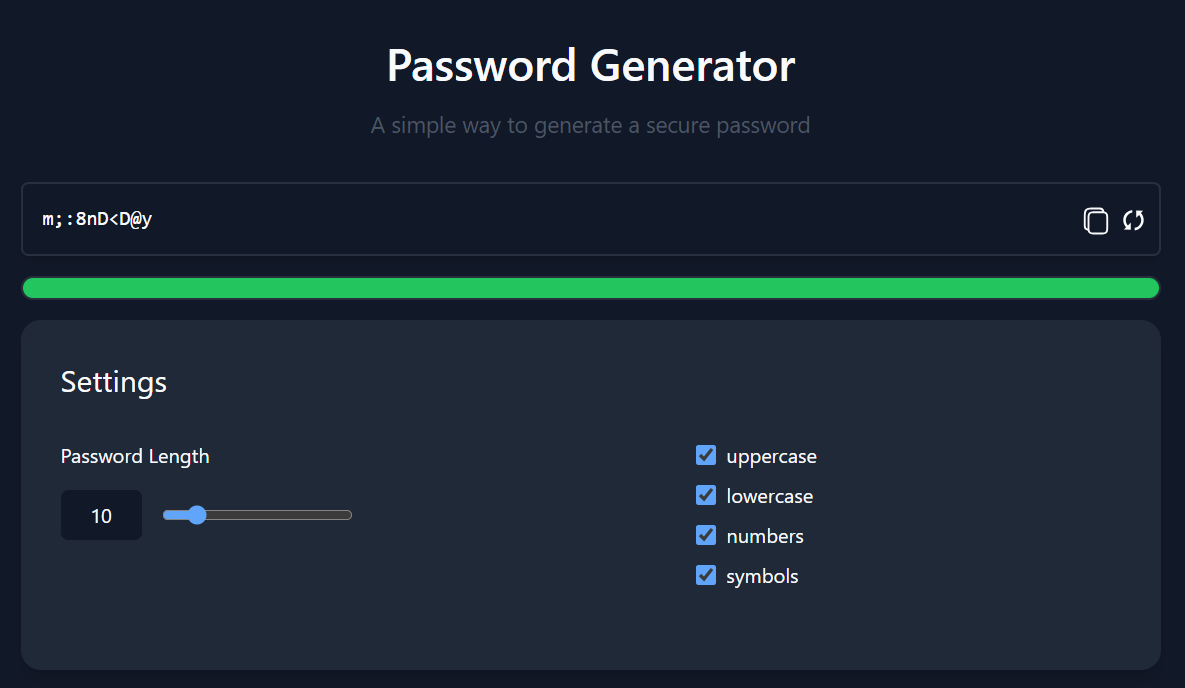 Password Generator
A simple way to generate a secure password
m;:8nD<D@y
Settings
Password Length
10
uppercase
lowercase
numbers
symbols